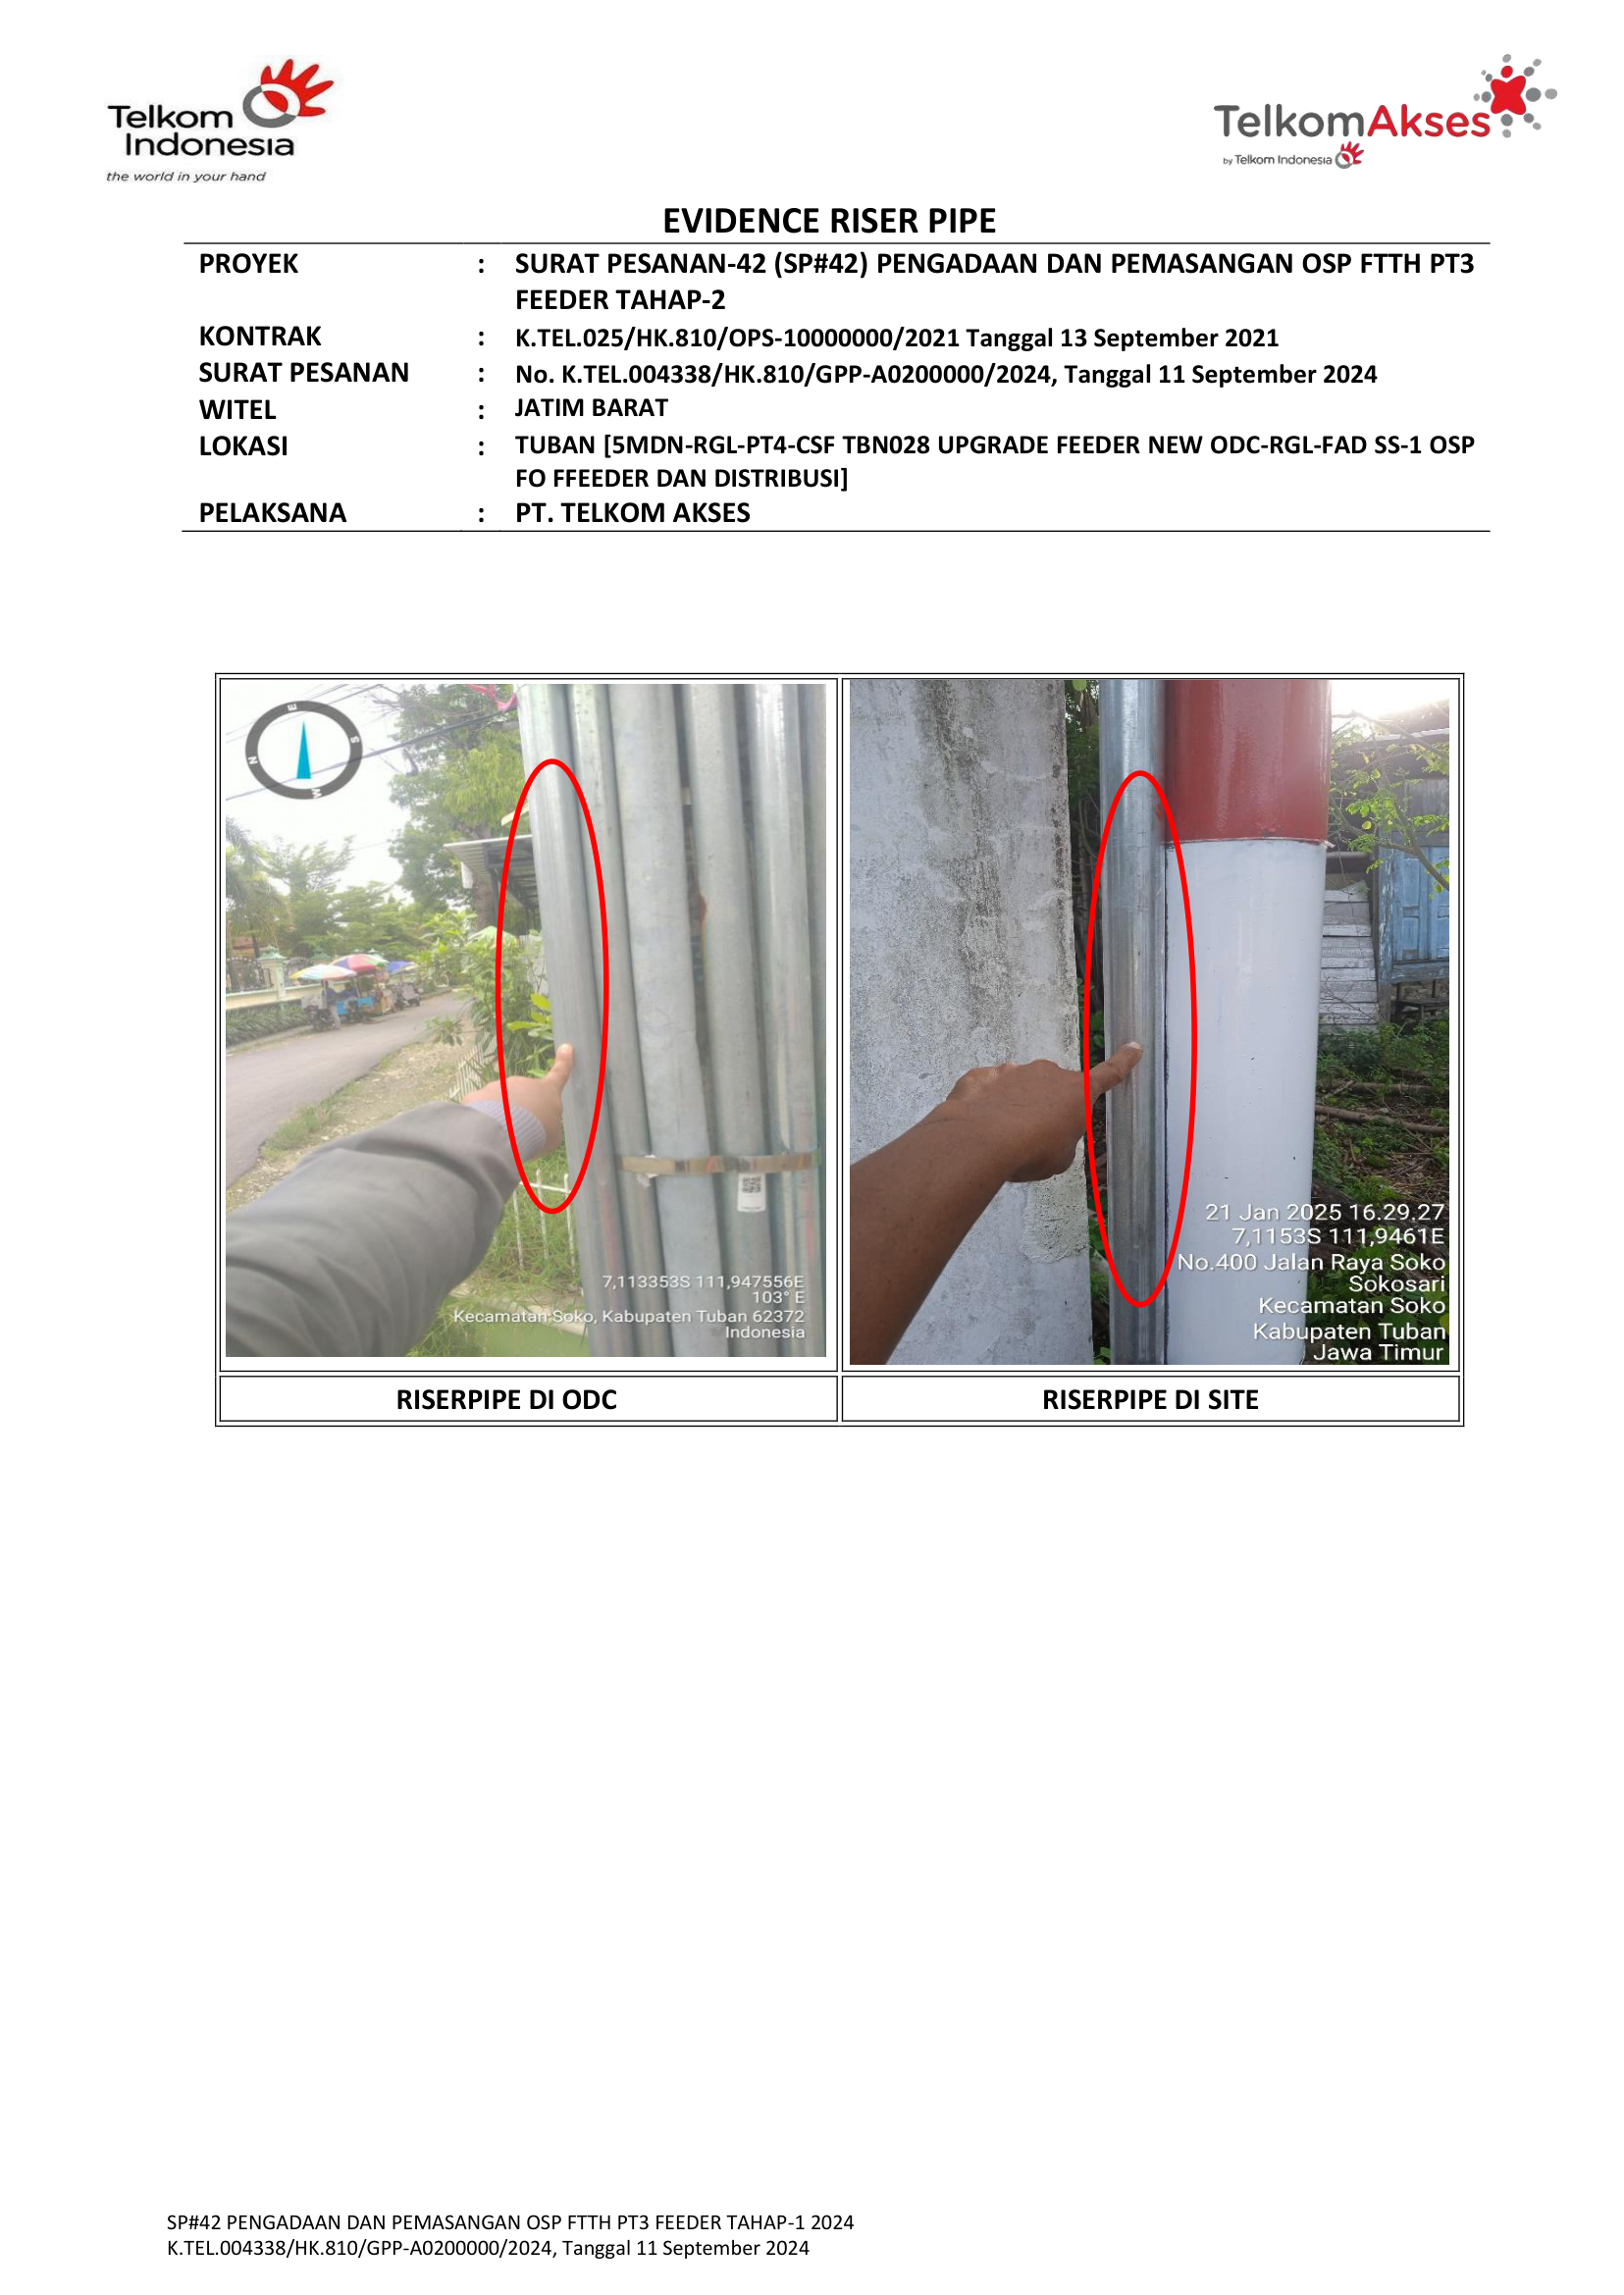 Telkom
Indonesia
the world in your hand
TelkomAkses
by Telkom Indonesia
EVIDENCE RISER PIPE
PROYEK : SURAT PESANAN-42 (SP#42) PENGADAAN DAN PEMASANGAN OSP FTTH PT3
FEEDER TAHAP-2
KONTRAK : K.TEL.025/HK.810/OPS-10000000/2021 Tanggal 13 September 2021
SURAT PESANAN : No. K.TEL.004338/HK.810/GPP-A0200000/2024, Tanggal 11 September 2024
WITEL : JATIM BARAT
LOKASI : TUBAN [5MDN-RGL-PT4-CSF TBN028 UPGRADE FEEDER NEW ODC-RGL-FAD SS-1 OSP
FO FFEEDER DAN DISTRIBUSI]
PELAKSANA : PT. TELKOM AKSES
E
N
S
W
7,113353S 111,947556E
103° E
Kecamatan Soko, Kabupaten Tuban 62372
Indonesia
21 Jan 2025 16.29.27
7,1153S 111,9461E
No.400 Jalan Raya Soko
Sokosari
Kecamatan Soko
Kabupaten Tuban
Jawa Timur
RISERPIPE DI ODC
RISERPIPE DI SITE
SP#42 PENGADAAN DAN PEMASANGAN OSP FTTH PT3 FEEDER TAHAP-1 2024
K.TEL.004338/HK.810/GPP-A0200000/2024, Tanggal 11 September 2024